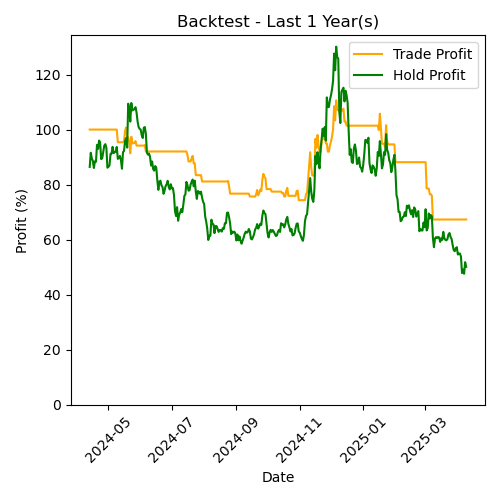 Backtest - Last 1 Year(s)
Trade Profit
Hold Profit
Profit (%)
120
100
80
60
40
20
0
2024-05
2024-07
2024-09
2024-11
2025-01
2025-03
Date